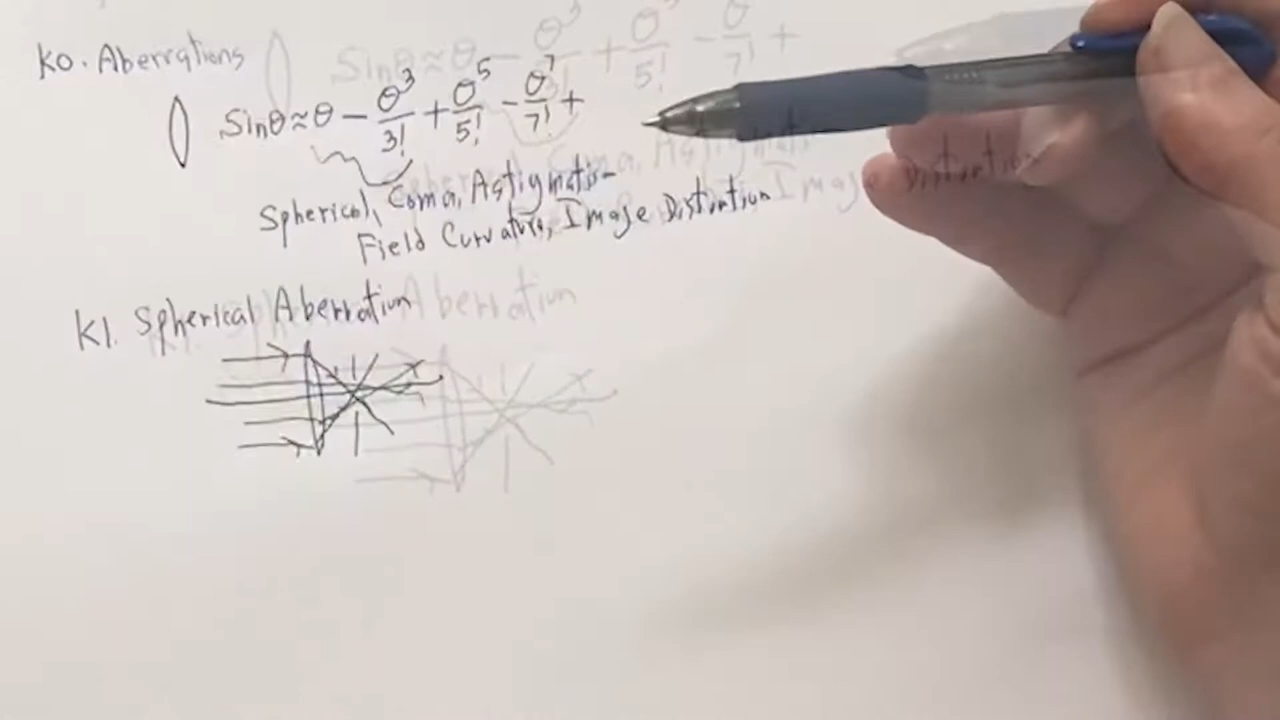 K0. Aberrations
Sinθ≈θ − θ³/3! + θ⁵/5! − θ⁷/7! +
Spherical, Coma, Astigmatis-
Field Curvature, Image Distortion
K1. Spherical Aberration